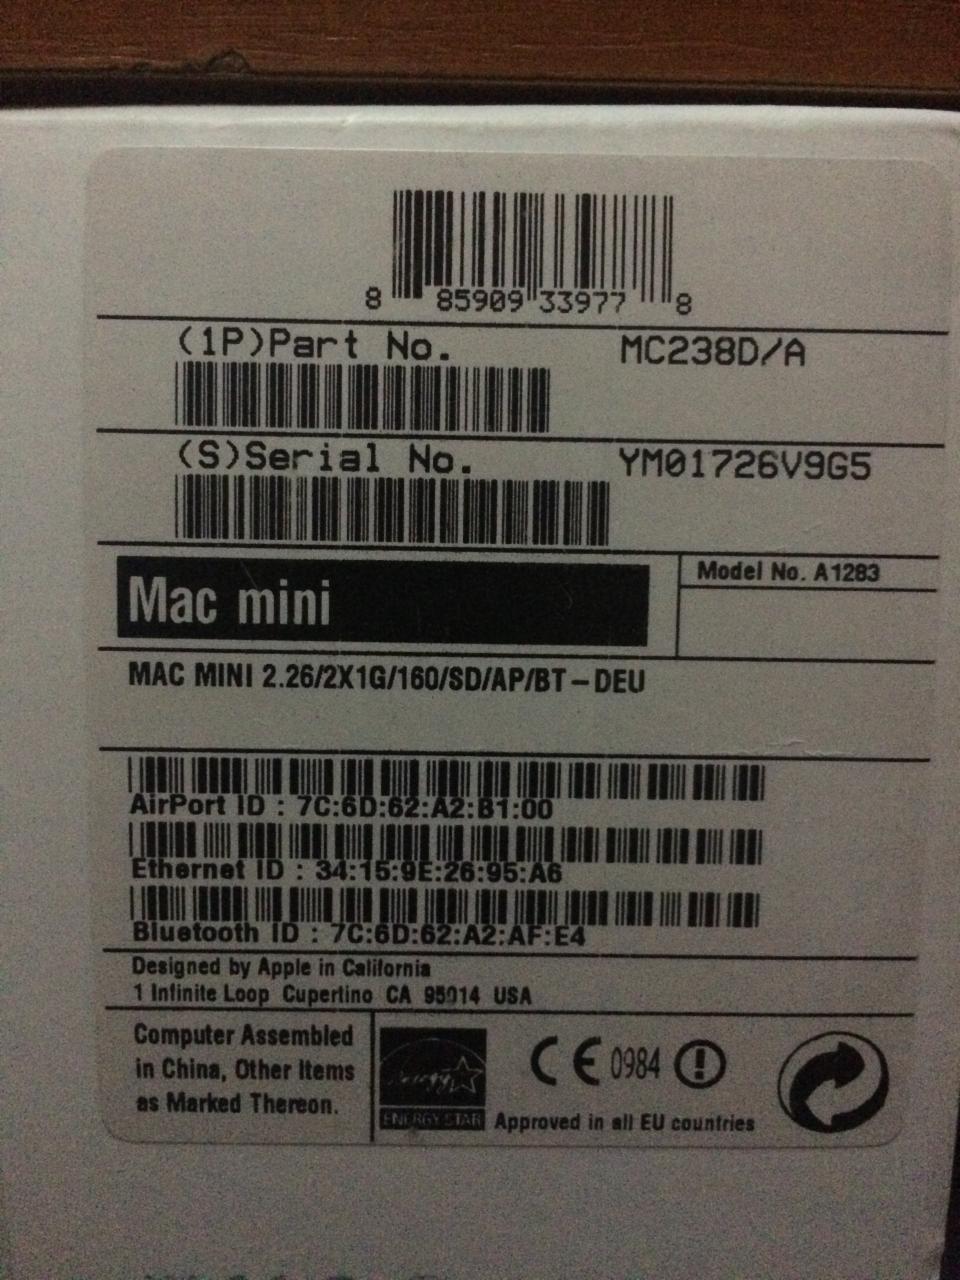 8 85909 33977 8
(1P)Part No. MC238D/A
(S)Serial No. YM01726V9G5
Mac mini
Model No. A1283
MAC MINI 2.26/2X1G/160/SD/AP/BT – DEU
AirPort ID : 7C:6D:62:A2:B1:00
Ethernet ID : 34:15:9E:26:95:A6
Bluetooth ID : 7C:6D:62:A2:AF:E4
Designed by Apple in California
1 Infinite Loop Cupertino CA 95014 USA
Computer Assembled
in China, Other Items
as Marked Thereon.
energy
ENERGY STAR
CE 0984
Approved in all EU countries